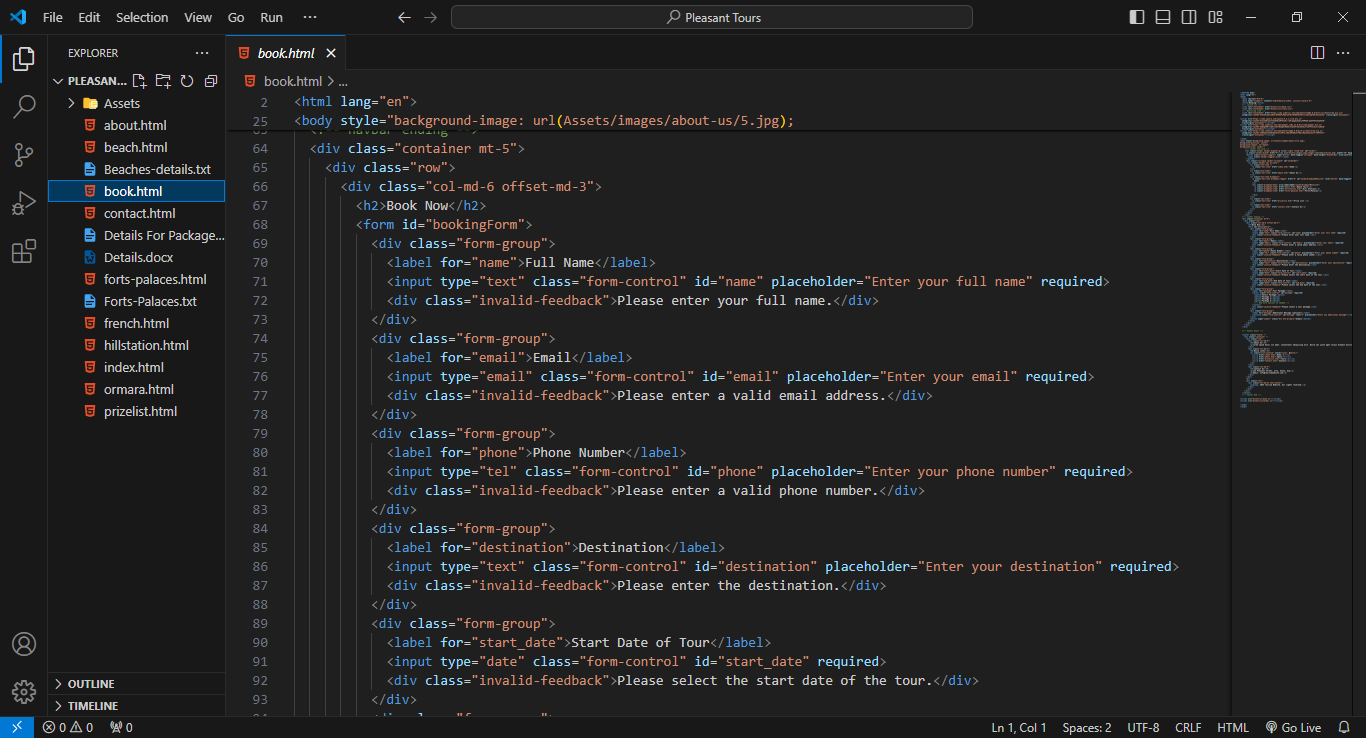 File Edit Selection View Go Run ··· Pleasant Tours
EXPLORER ···
PLEASAN...
Assets
about.html
beach.html
Beaches-details.txt
book.html
contact.html
Details For Package...
Details.docx
forts-palaces.html
Forts-Palaces.txt
french.html
hillstation.html
index.html
ormara.html
prizelist.html
OUTLINE
TIMELINE
book.html
book.html > ...
2 <html lang="en">
25 <body style="background-image: url(Assets/images/about-us/5.jpg);
64 <div class="container mt-5">
65 <div class="row">
66 <div class="col-md-6 offset-md-3">
67 <h2>Book Now</h2>
68 <form id="bookingForm">
69 <div class="form-group">
70 <label for="name">Full Name</label>
71 <input type="text" class="form-control" id="name" placeholder="Enter your full name" required>
72 <div class="invalid-feedback">Please enter your full name.</div>
73 </div>
74 <div class="form-group">
75 <label for="email">Email</label>
76 <input type="email" class="form-control" id="email" placeholder="Enter your email" required>
77 <div class="invalid-feedback">Please enter a valid email address.</div>
78 </div>
79 <div class="form-group">
80 <label for="phone">Phone Number</label>
81 <input type="tel" class="form-control" id="phone" placeholder="Enter your phone number" required>
82 <div class="invalid-feedback">Please enter a valid phone number.</div>
83 </div>
84 <div class="form-group">
85 <label for="destination">Destination</label>
86 <input type="text" class="form-control" id="destination" placeholder="Enter your destination" required>
87 <div class="invalid-feedback">Please enter the destination.</div>
88 </div>
89 <div class="form-group">
90 <label for="start_date">Start Date of Tour</label>
91 <input type="date" class="form-control" id="start_date" required>
92 <div class="invalid-feedback">Please select the start date of the tour.</div>
93 </div>
0 0 0 Ln 1, Col 1 Spaces: 2 UTF-8 CRLF HTML Go Live